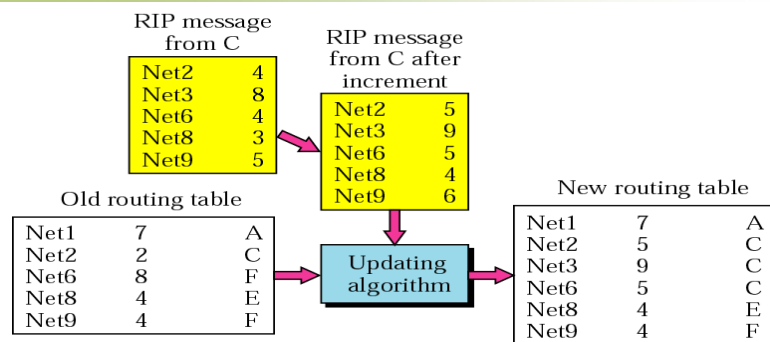 RIP message
from C
Net2 4
Net3 8
Net6 4
Net8 3
Net9 5
RIP message
from C after
increment
Net2 5
Net3 9
Net6 5
Net8 4
Net9 6
Old routing table
Net1 7 A
Net2 2 C
Net6 8 F
Net8 4 E
Net9 4 F
Updating
algorithm
New routing table
Net1 7 A
Net2 5 C
Net3 9 C
Net6 5 C
Net8 4 E
Net9 4 F